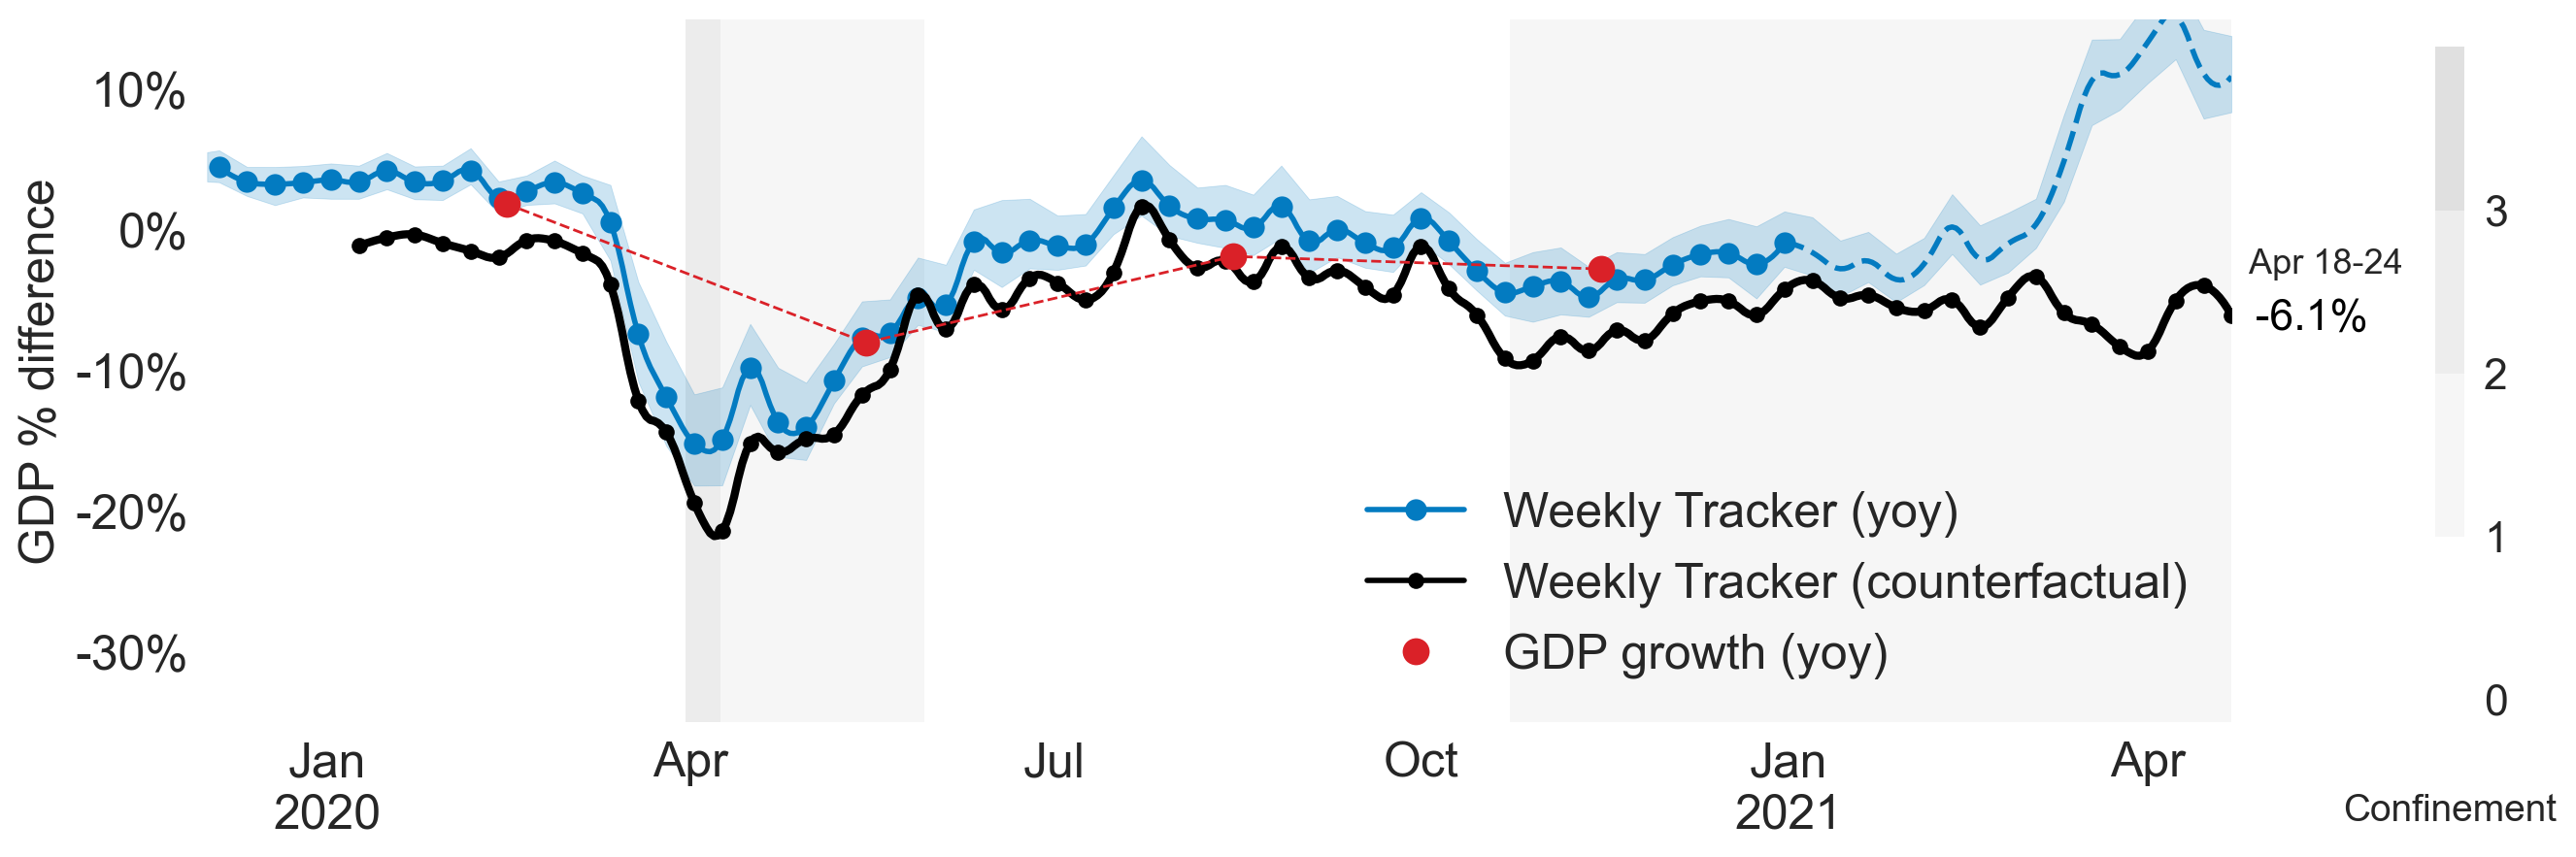 GDP % difference
10%
0%
-10%
-20%
-30%
Weekly Tracker (yoy)
Weekly Tracker (counterfactual)
GDP growth (yoy)
Apr 18-24
-6.1%
3
2
1
0
Jan
2020
Apr
Jul
Oct
Jan
2021
Apr
Confinement